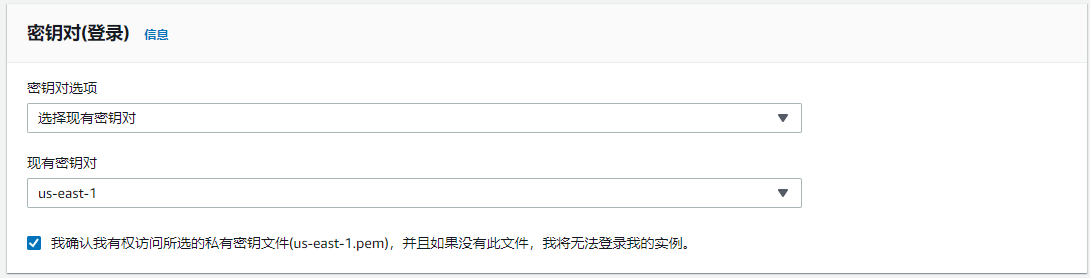 密钥对(登录) 信息
密钥对选项
选择现有密钥对
现有密钥对
us-east-1
我确认我有权访问所选的私有密钥文件(us-east-1.pem)，并且如果没有此文件，我将无法登录我的实例。